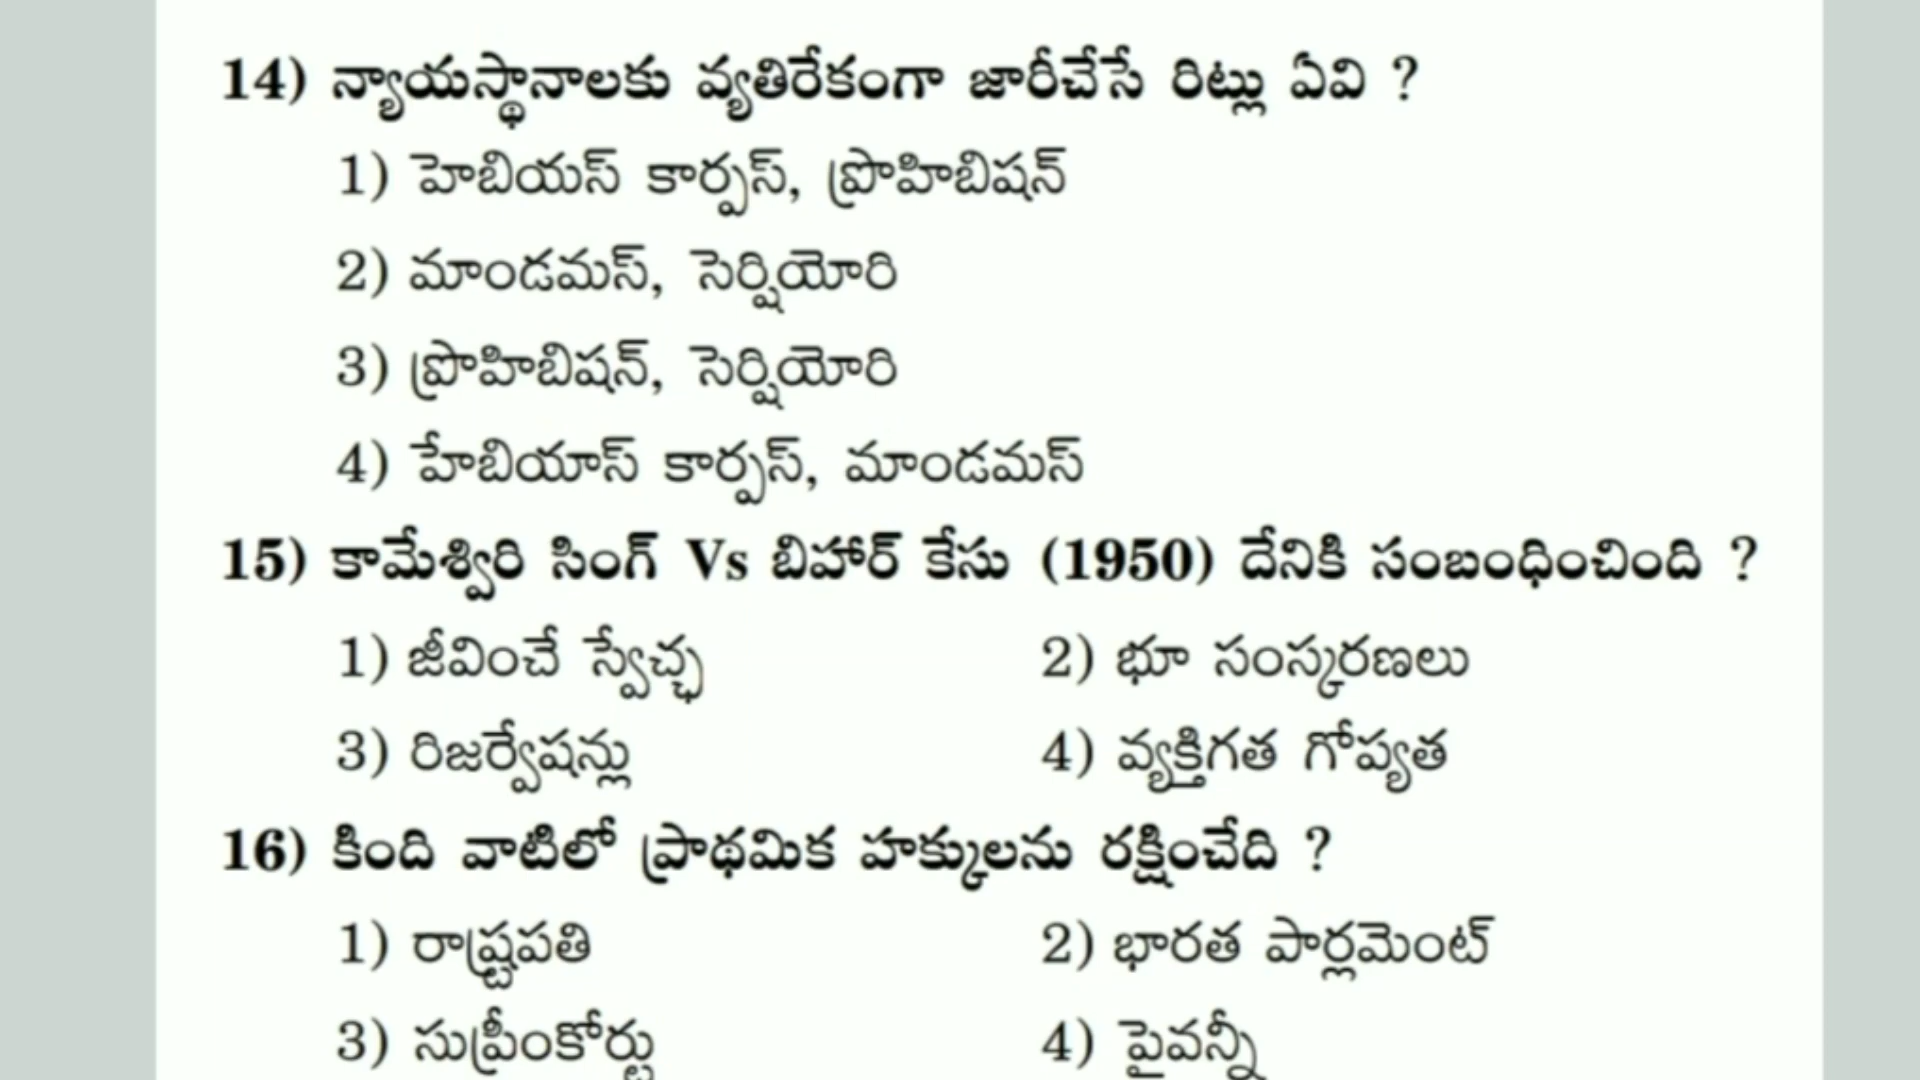 14) న్యాయస్థానాలకు వ్యతిరేకంగా జారీచేసే రిట్లు ఏవి ?
1) హెబియస్ కార్పస్, ప్రొహిబిషన్
2) మాండమస్, సెర్షియోరి
3) ప్రొహిబిషన్, సెర్షియోరి
4) హేబియాస్ కార్పస్, మాండమస్
15) కామేశ్విరి సింగ్ Vs బిహార్ కేసు (1950) దేనికి సంబంధించింది ?
1) జీవించే స్వేచ్ఛ 2) భూ సంస్కరణలు
3) రిజర్వేషన్లు 4) వ్యక్తిగత గోప్యత
16) కింది వాటిలో ప్రాథమిక హక్కులను రక్షించేది ?
1) రాష్ట్రపతి 2) భారత పార్లమెంట్
3) సుప్రీంకోర్టు 4) పైవన్నీ